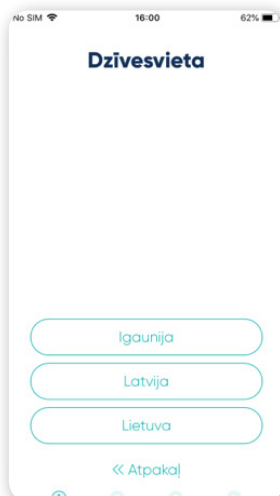 No SIM 16:00 62%
Dzīvesvieta
Igaunija
Latvija
Lietuva
« Atpakaļ